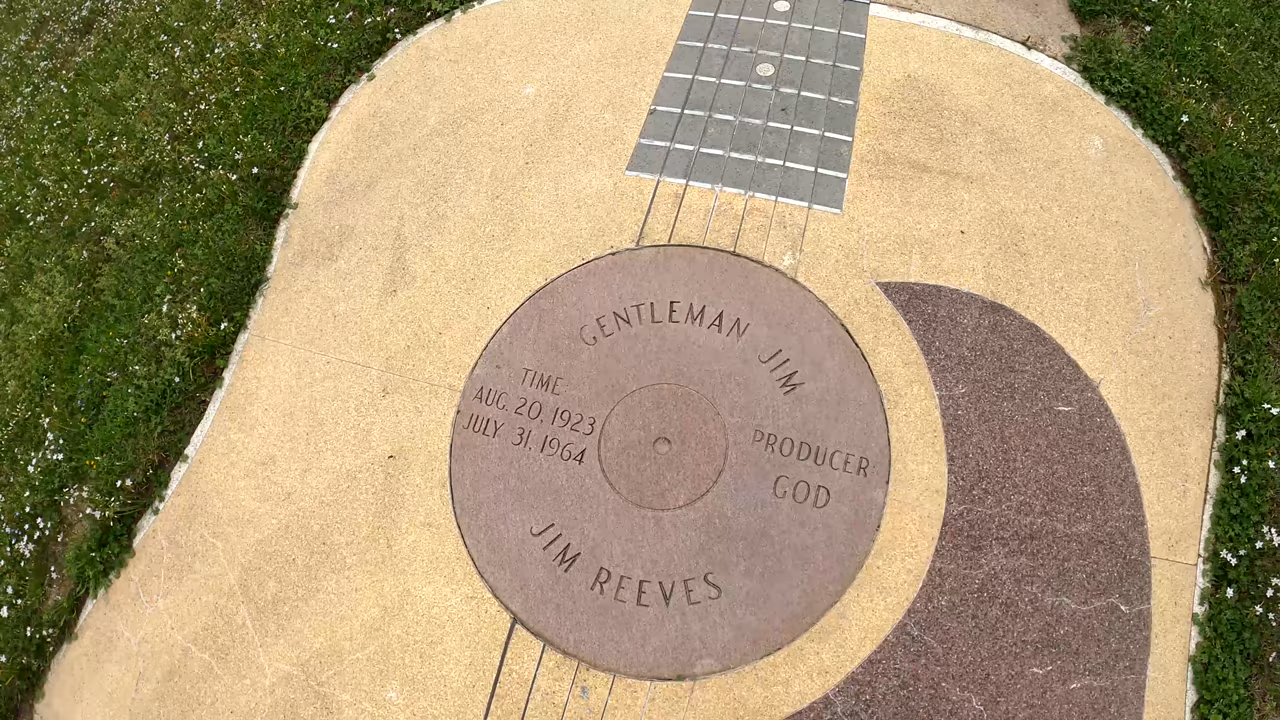 GENTLEMAN JIM
TIME
AUG. 20, 1923
JULY 31, 1964
PRODUCER
GOD
JIM REEVES